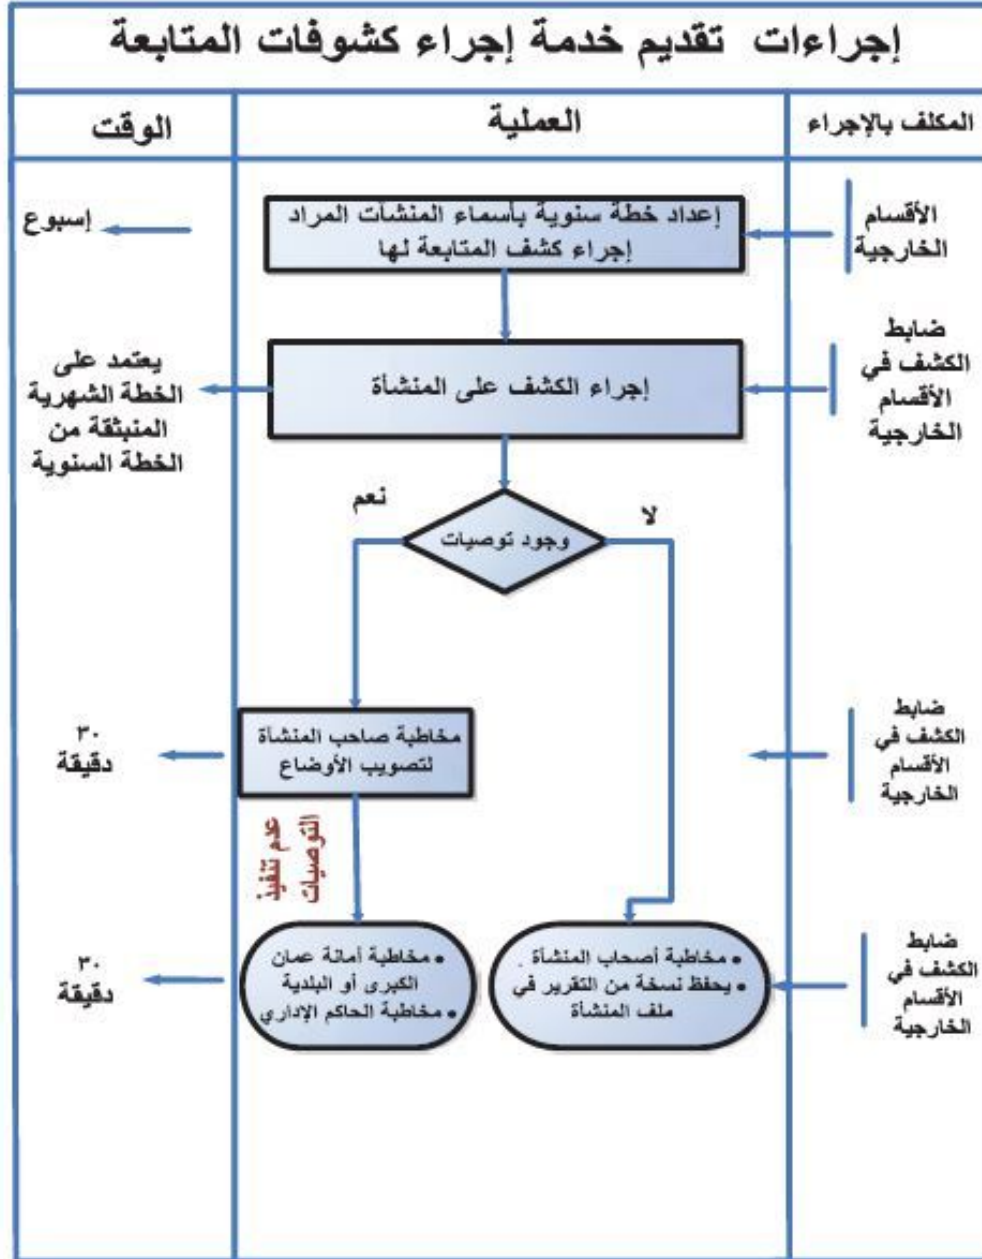 إجراءات تقديم خدمة إجراء كشوفات المتابعة
المكلف بالإجراء
العملية
الوقت
الأقسام
الخارجية
إعداد خطة سنوية بأسماء المنشآت المراد
إجراء كشف المتابعة لها
إسبوع
ضابط
الكشف في
الأقسام
الخارجية
إجراء الكشف على المنشأة
يعتمد على
الخطة الشهرية
المنبثقة من
الخطة السنوية
لا
نعم
وجود توصيات
ضابط
الكشف في
الأقسام
الخارجية
مخاطبة صاحب المنشأة
لتصويب الأوضاع
٣٠
دقيقة
عدم تنفيذ
التوصيات
ضابط
الكشف في
الأقسام
الخارجية
• مخاطبة أصحاب المنشأة .
• يحفظ نسخة من التقرير في
ملف المنشأة
• مخاطبة أمانة عمان
الكبرى أو البلدية
• مخاطبة الحاكم الإداري
٣٠
دقيقة